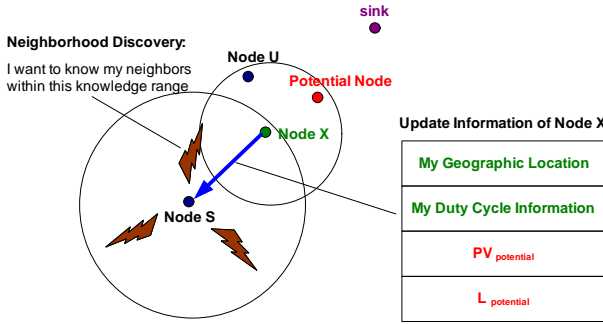 sink
Neighborhood Discovery:
Node U
I want to know my neighbors
within this knowledge range
Potential Node
Node X
Update Information of Node X
My Geographic Location
My Duty Cycle Information
Node S
PV potential
L potential